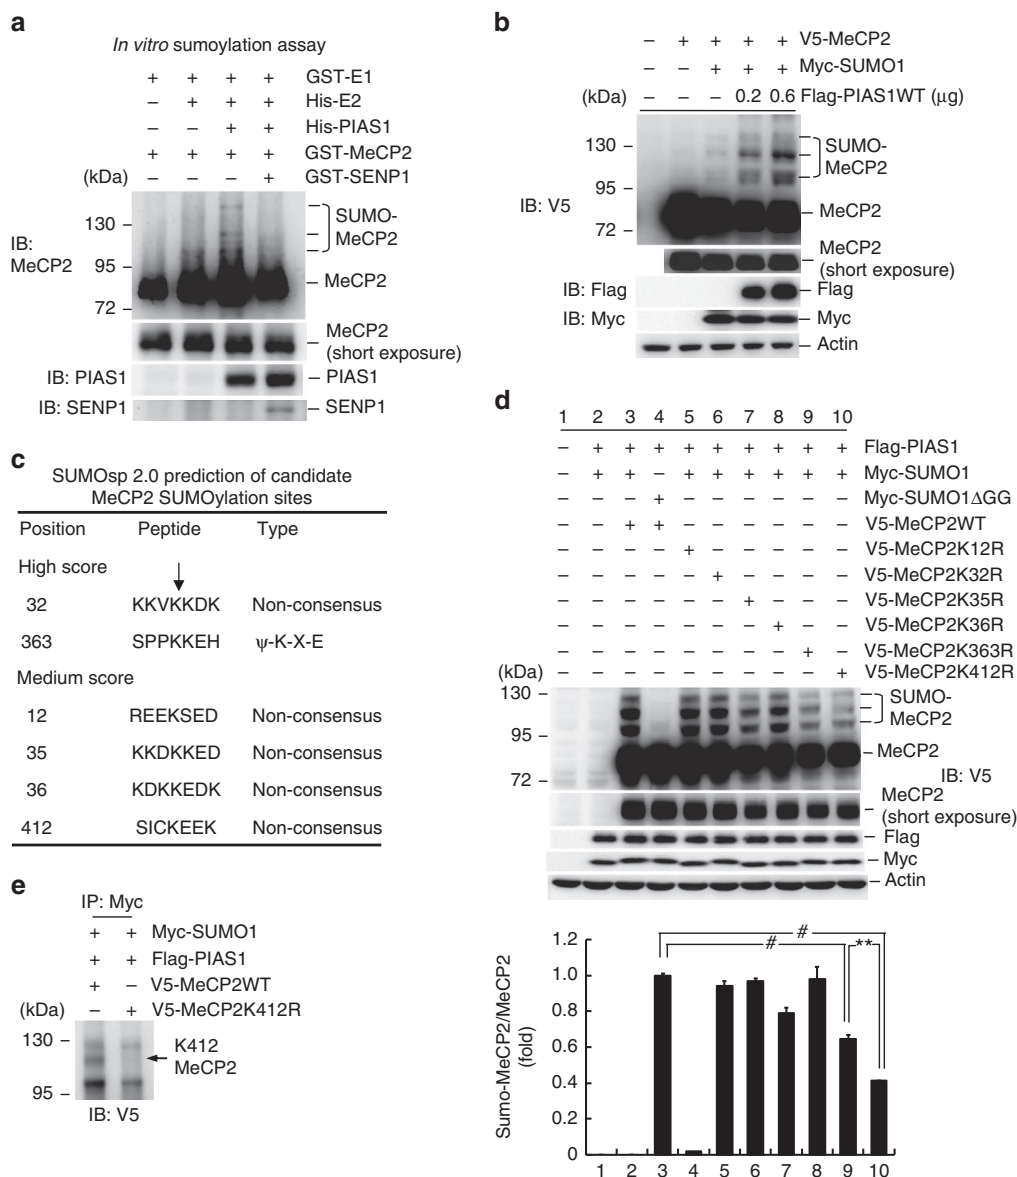 a
In vitro sumoylation assay
+ + + + GST-E1
– + + + His-E2
– – + + His-PIAS1
+ + + + GST-MeCP2
(kDa) – – – + GST-SENP1
130 –
95 –
72 –
IB:
MeCP2
SUMO-
MeCP2
– MeCP2
MeCP2
(short exposure)
IB: PIAS1 – PIAS1
IB: SENP1 – SENP1
b
– + + + + V5-MeCP2
– – + + + Myc-SUMO1
(kDa) – – – 0.2 0.6 Flag-PIAS1WT (μg)
130 –
95 –
72 –
IB: V5
SUMO-
MeCP2
– MeCP2
MeCP2
(short exposure)
IB: Flag – Flag
IB: Myc – Myc
– Actin
c
SUMOsp 2.0 prediction of candidate
MeCP2 SUMOylation sites
Position Peptide Type
High score
32 KKVKKDK Non-consensus
363 SPPKKEH ψ-K-X-E
Medium score
12 REEKSED Non-consensus
35 KKDKKED Non-consensus
36 KDKKEDK Non-consensus
412 SICKEEK Non-consensus
d
1 2 3 4 5 6 7 8 9 10
– + + + + + + + + + Flag-PIAS1
– + + – + + + + + + Myc-SUMO1
– – – + – – – – – – Myc-SUMO1ΔGG
– – + + – – – – – – V5-MeCP2WT
– – – – + – – – – – V5-MeCP2K12R
– – – – – + – – – – V5-MeCP2K32R
– – – – – – + – – – V5-MeCP2K35R
– – – – – – – + – – V5-MeCP2K36R
– – – – – – – – + – V5-MeCP2K363R
(kDa) – – – – – – – – – + V5-MeCP2K412R
130 –
95 –
72 –
SUMO-
MeCP2
– MeCP2
IB: V5
MeCP2
(short exposure)
– Flag
– Myc
– Actin
Sumo-MeCP2/MeCP2
(fold)
1.2
1.0
0.8
0.6
0.4
0.2
0
#
#
**
1 2 3 4 5 6 7 8 9 10
e
IP: Myc
+ + Myc-SUMO1
+ + Flag-PIAS1
+ – V5-MeCP2WT
(kDa) – + V5-MeCP2K412R
130 –
95 –
K412
MeCP2
IB: V5